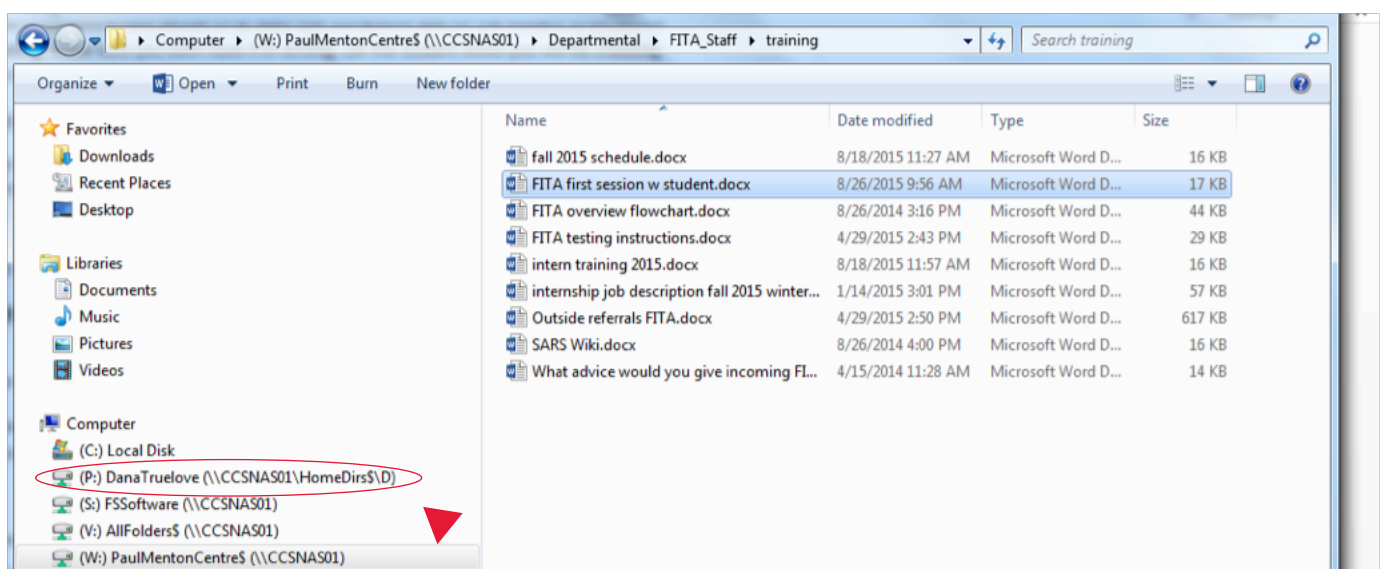 Computer (W:) PaulMentonCentre$ (\\CCSNAS01) Departmental FITA_Staff training Search training
Organize Open Print Burn New folder
Name Date modified Type Size
Favorites
Downloads
Recent Places
Desktop
Libraries
Documents
Music
Pictures
Videos
Computer
(C:) Local Disk
(P:) DanaTruelove (\\CCSNAS01\HomeDirs$\D)
(S:) FSSoftware (\\CCSNAS01)
(V:) AllFolders$ (\\CCSNAS01)
(W:) PaulMentonCentre$ (\\CCSNAS01)
fall 2015 schedule.docx 8/18/2015 11:27 AM Microsoft Word D... 16 KB
FITA first session w student.docx 8/26/2015 9:56 AM Microsoft Word D... 17 KB
FITA overview flowchart.docx 8/26/2014 3:16 PM Microsoft Word D... 44 KB
FITA testing instructions.docx 4/29/2015 2:43 PM Microsoft Word D... 29 KB
intern training 2015.docx 8/18/2015 11:57 AM Microsoft Word D... 16 KB
internship job description fall 2015 winter... 1/14/2015 3:01 PM Microsoft Word D... 57 KB
Outside referrals FITA.docx 4/29/2015 2:50 PM Microsoft Word D... 617 KB
SARS Wiki.docx 8/26/2014 4:00 PM Microsoft Word D... 16 KB
What advice would you give incoming FI... 4/15/2014 11:28 AM Microsoft Word D... 14 KB